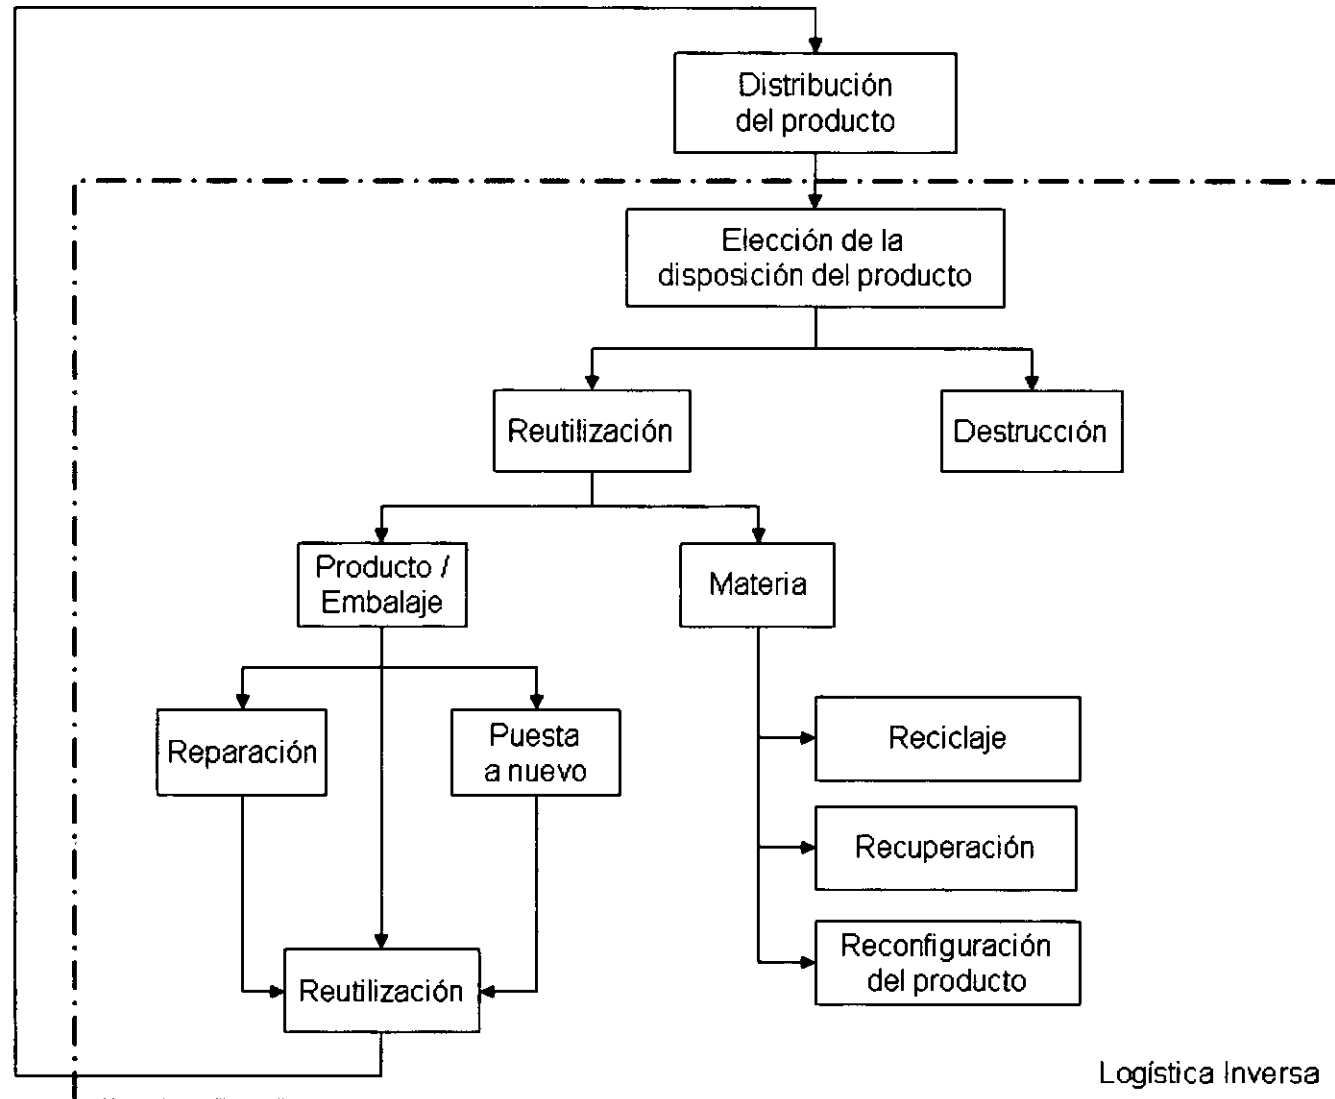 Distribución
del producto
Elección de la
disposición del producto
Reutilización
Destrucción
Producto /
Embalaje
Materia
Reparación
Puesta
a nuevo
Reciclaje
Recuperación
Reconfiguración
del producto
Reutilización
Logística Inversa